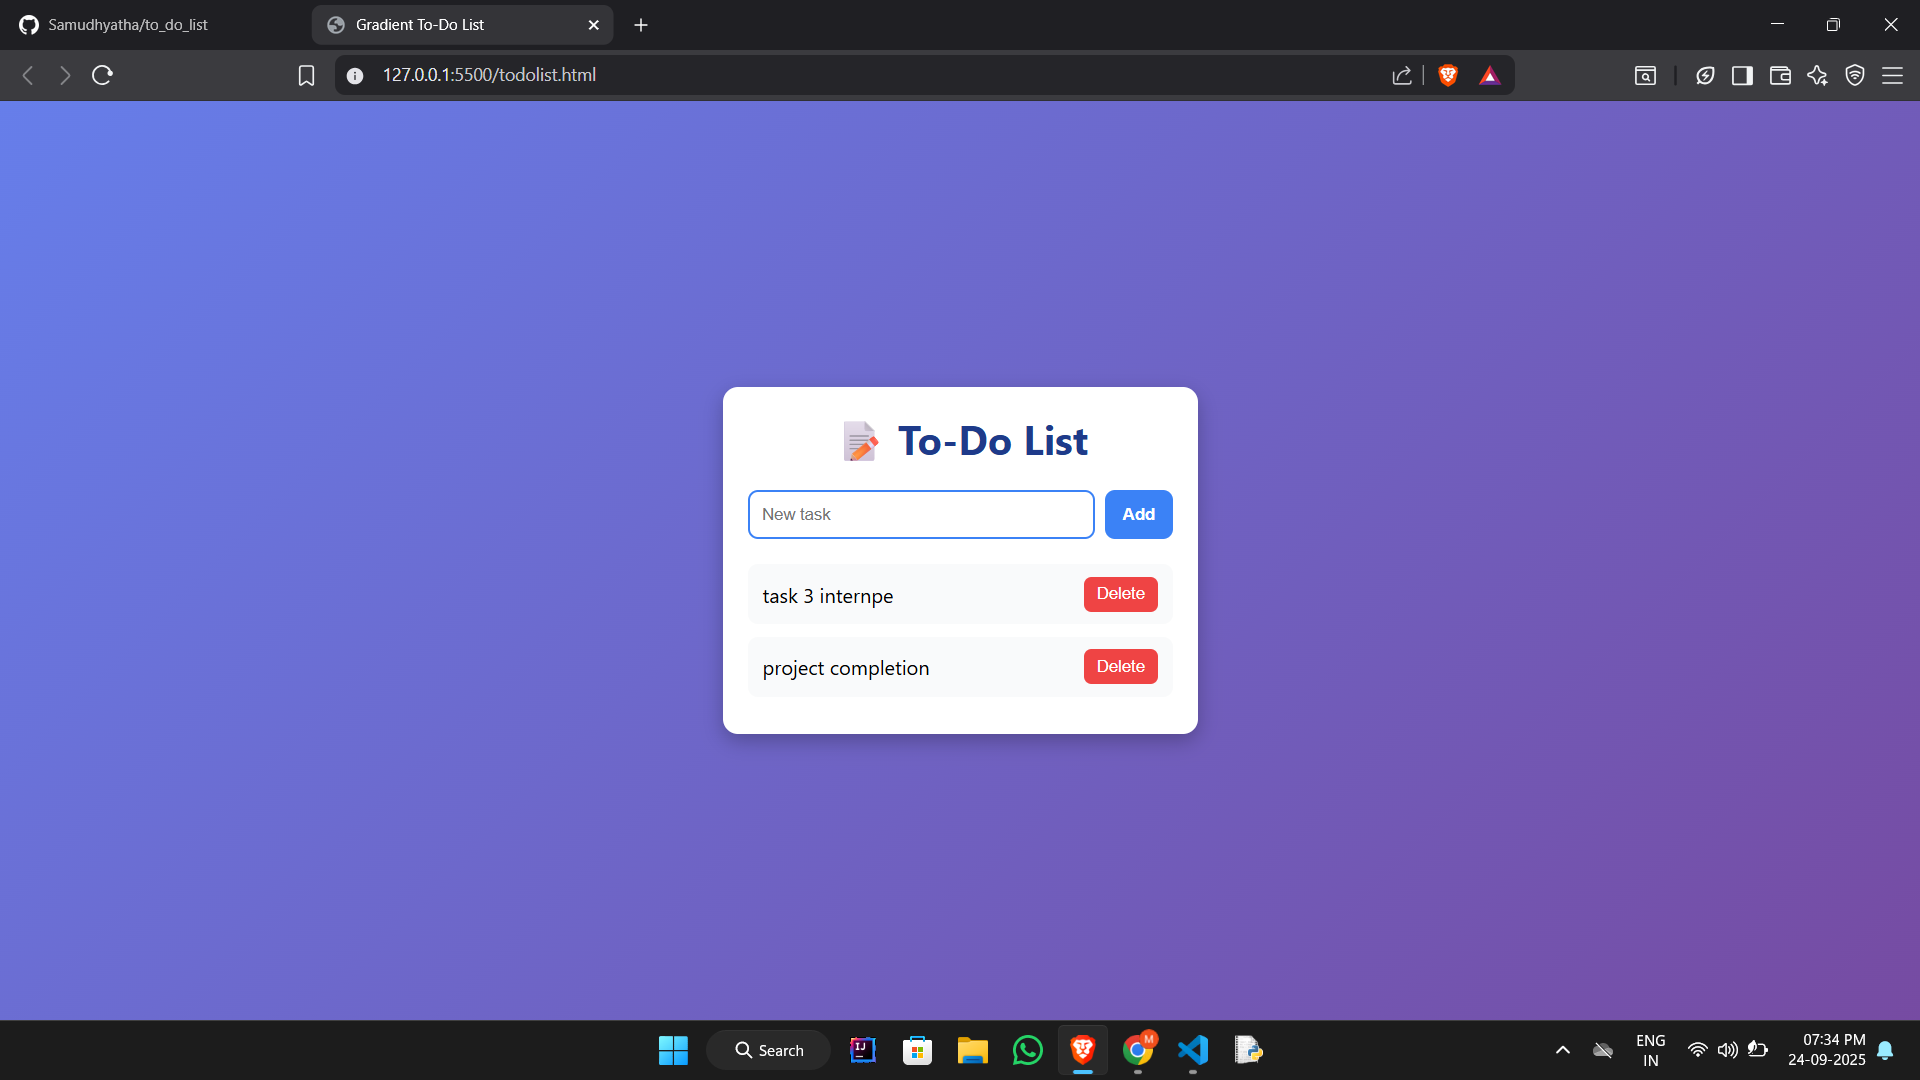 Samudhyatha/to_do_list
Gradient To-Do List
127.0.0.1:5500/todolist.html
To-Do List
New task
Add
task 3 internpe
Delete
project completion
Delete
Search
IJ
M
ENG
IN
07:34 PM
24-09-2025